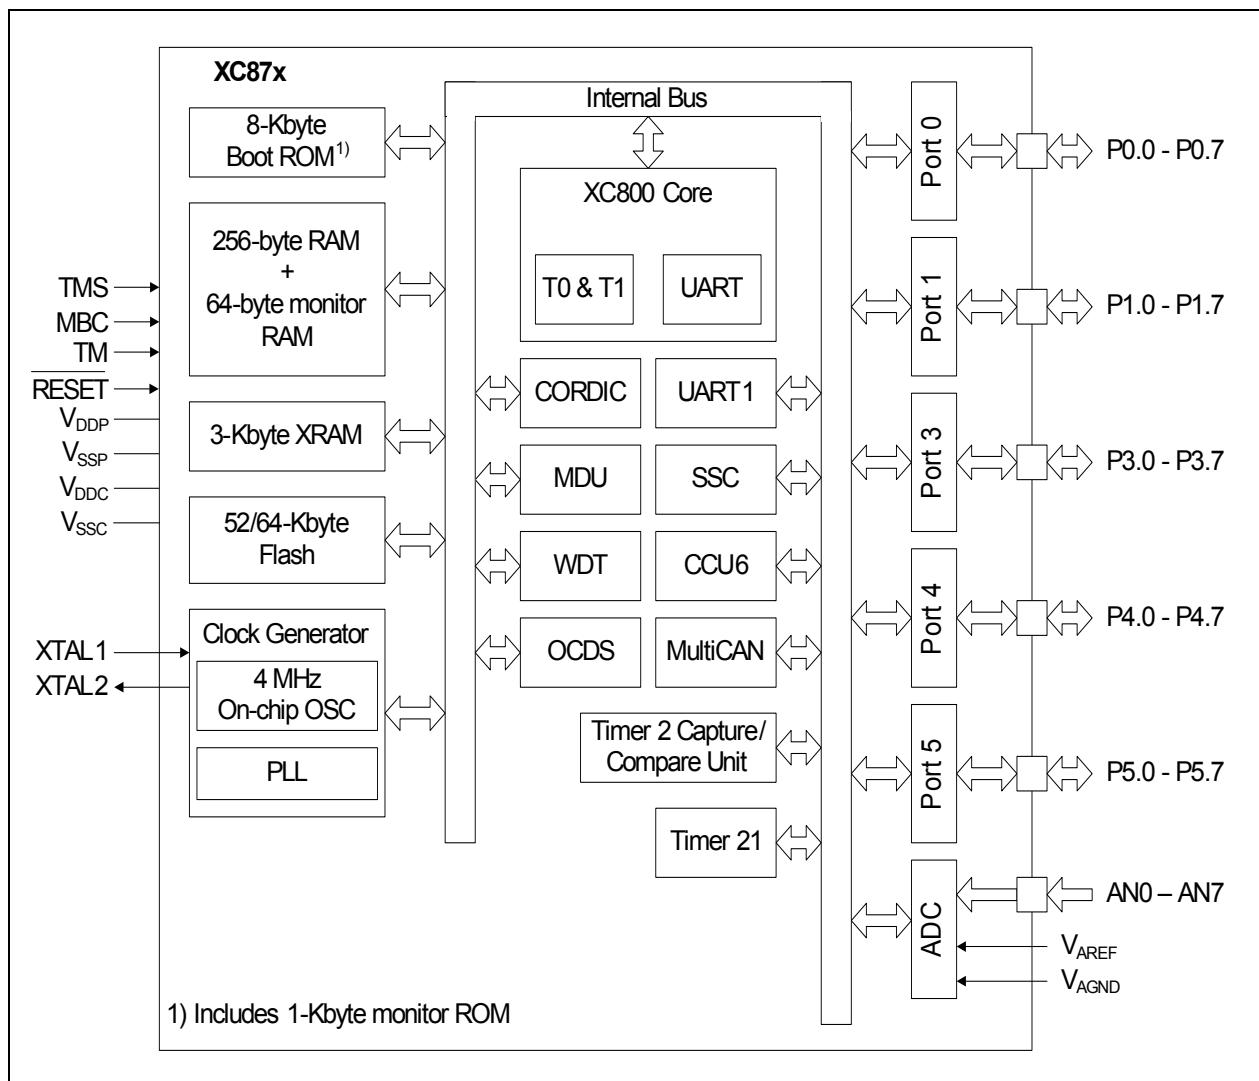 XC87x
Internal Bus
8-Kbyte
Boot ROM1)
256-byte RAM
+
64-byte monitor
RAM
3-Kbyte XRAM
52/64-Kbyte
Flash
Clock Generator
4 MHz
On-chip OSC
PLL
TMS
MBC
TM
RESET
VDDP
VSSP
VDDC
VSSC
XTAL1
XTAL2
XC800 Core
T0 & T1
UART
CORDIC
UART1
MDU
SSC
WDT
CCU6
OCDS
MultiCAN
Timer 2 Capture/
Compare Unit
Timer 21
Port 0
P0.0 - P0.7
Port 1
P1.0 - P1.7
Port 3
P3.0 - P3.7
Port 4
P4.0 - P4.7
Port 5
P5.0 - P5.7
ADC
AN0 – AN7
VAREF
VAGND
1) Includes 1-Kbyte monitor ROM